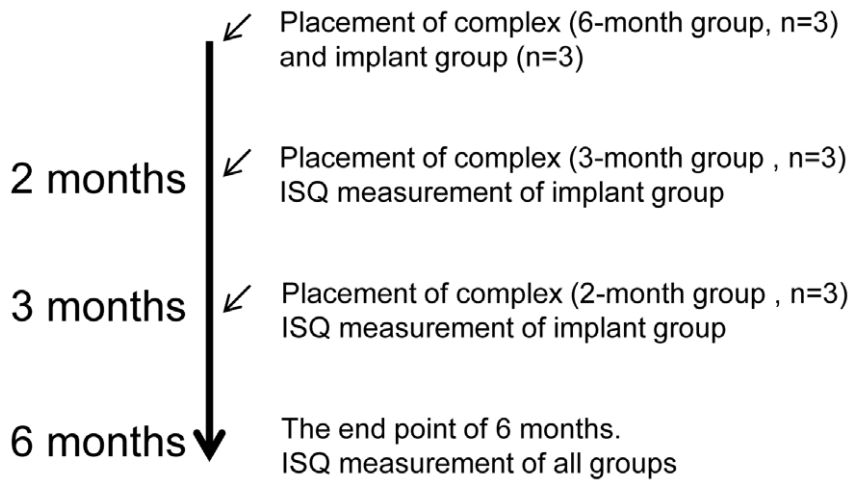 Placement of complex (6-month group, n=3)
and implant group (n=3)
2 months
Placement of complex (3-month group , n=3)
ISQ measurement of implant group
3 months
Placement of complex (2-month group , n=3)
ISQ measurement of implant group
6 months
The end point of 6 months.
ISQ measurement of all groups